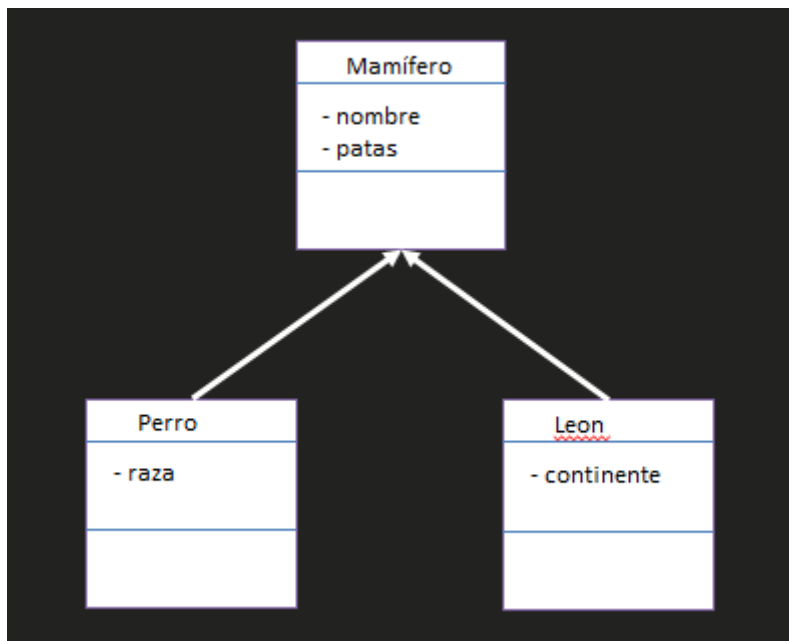 Mamífero
- nombre
- patas
Perro
- raza
Leon
- continente